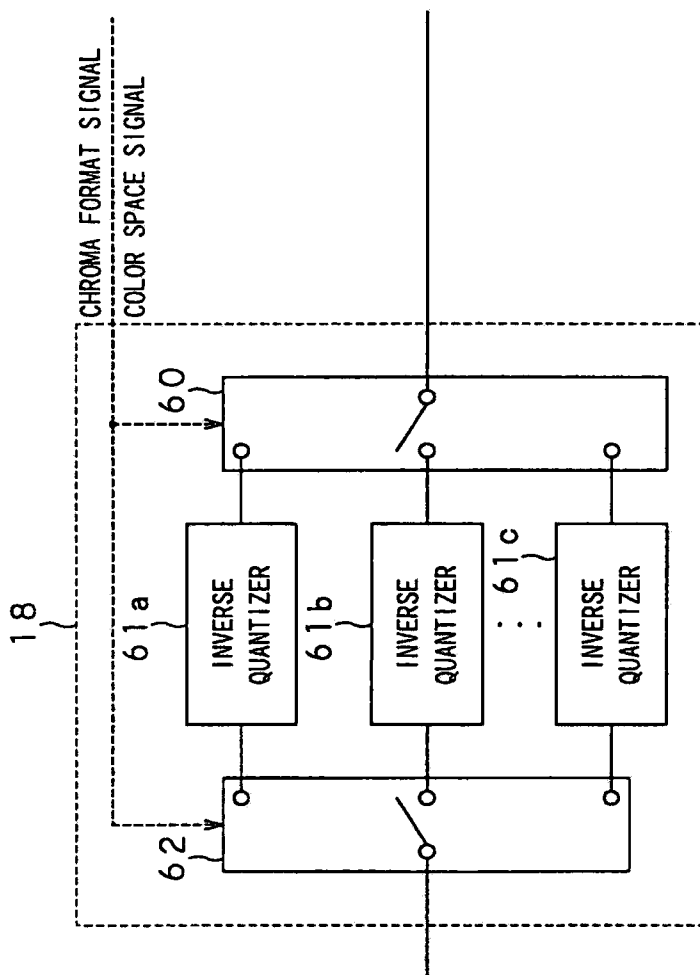 18
CHROMA FORMAT SIGNAL
COLOR SPACE SIGNAL
62
61a
60
INVERSE
QUANTIZER
61b
INVERSE
QUANTIZER
61c
INVERSE
QUANTIZER